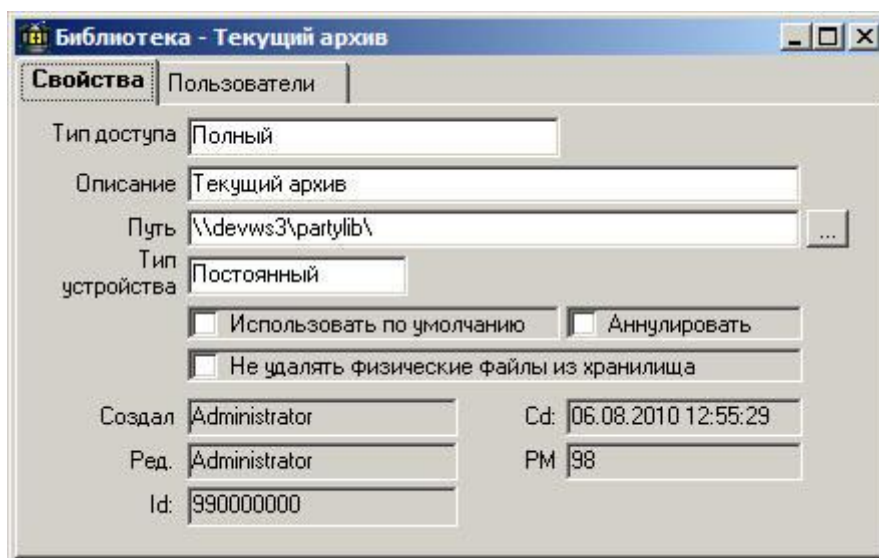 Библиотека - Текущий архив
Свойства Пользователи
Тип доступа Полный
Описание Текущий архив
Путь \\devws3\partylib\ ...
Тип
устройства Постоянный
Использовать по умолчанию Аннулировать
Не удалять физические файлы из хранилища
Создал Administrator Cd: 06.08.2010 12:55:29
Ред. Administrator РМ 98
Id: 990000000